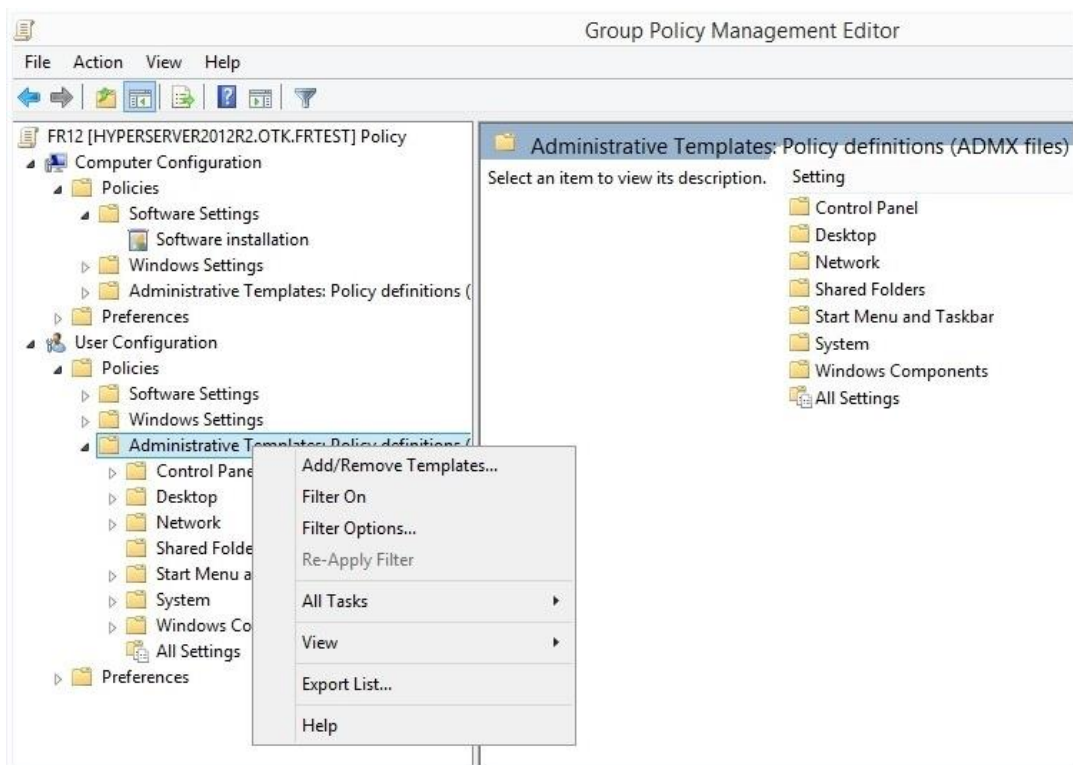 Group Policy Management Editor
File Action View Help
FR12 [HYPERSERVER2012R2.OTK.FRTEST] Policy
Computer Configuration
Policies
Software Settings
Software installation
Windows Settings
Administrative Templates: Policy definitions (
Preferences
User Configuration
Policies
Software Settings
Windows Settings
Administrative Templates: Policy definitions (
Control Pane
Desktop
Network
Shared Folde
Start Menu a
System
Windows Co
All Settings
Preferences
Add/Remove Templates...
Filter On
Filter Options...
Re-Apply Filter
All Tasks
View
Export List...
Help
Administrative Templates: Policy definitions (ADMX files)
Select an item to view its description.
Setting
Control Panel
Desktop
Network
Shared Folders
Start Menu and Taskbar
System
Windows Components
All Settings